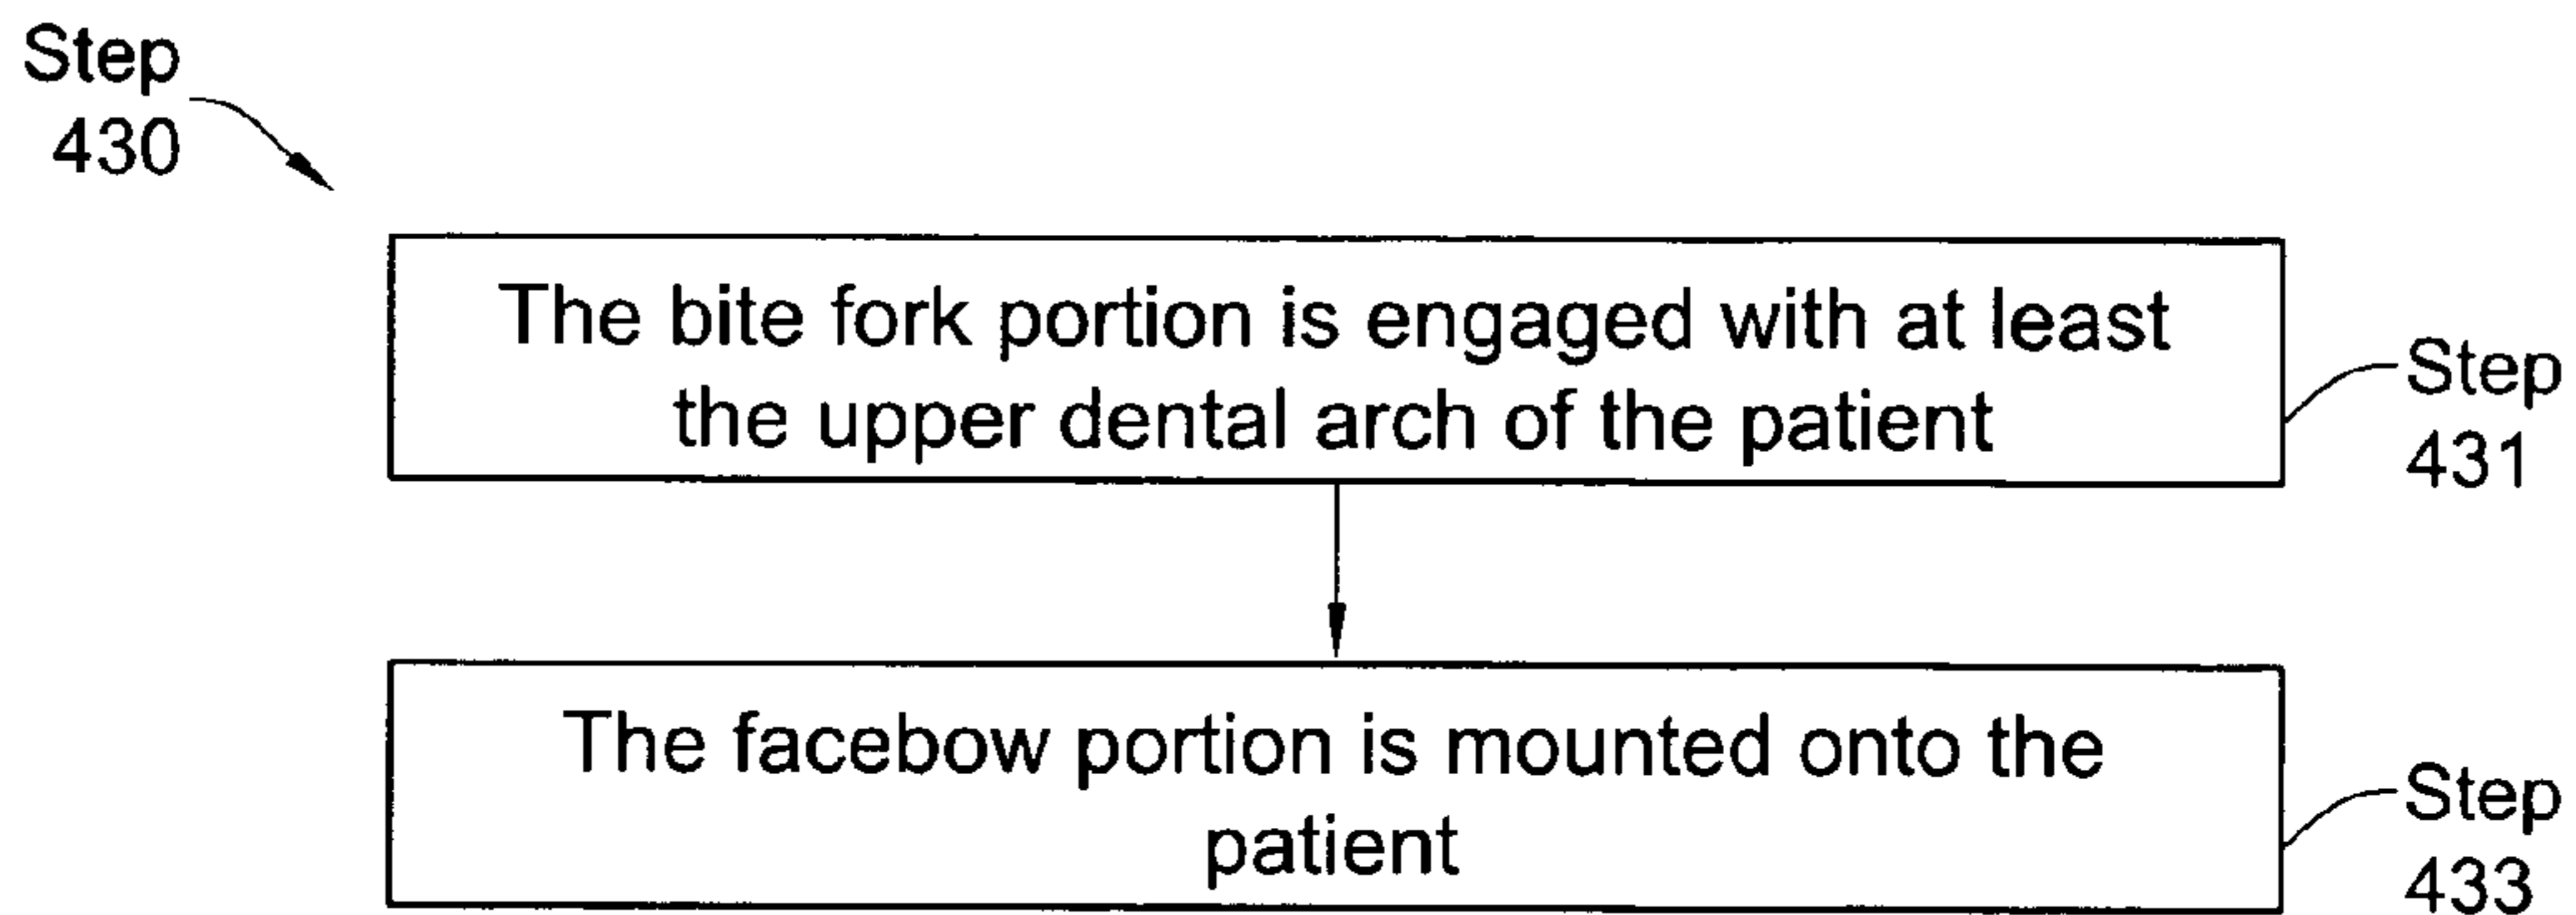 Step
430
The bite fork portion is engaged with at least
the upper dental arch of the patient
Step
431
The facebow portion is mounted onto the
patient
Step
433